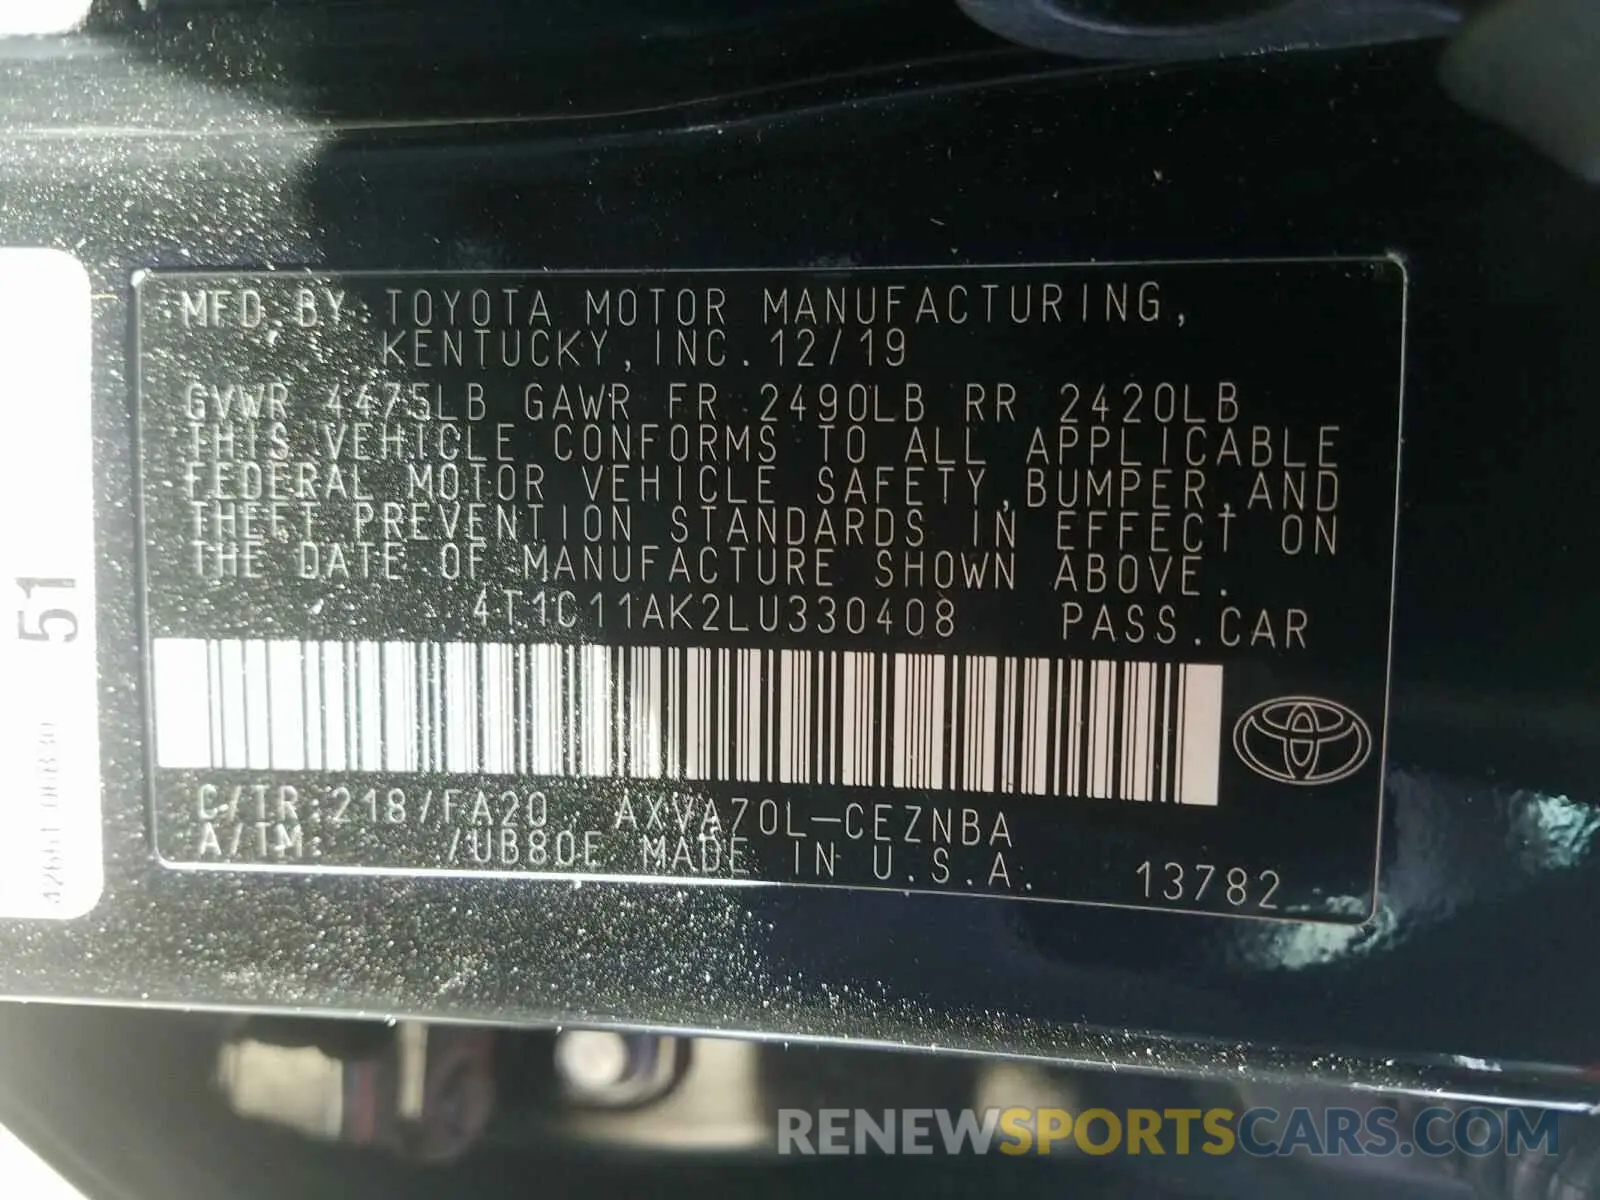 MFD. BY TOYOTA MOTOR MANUFACTURING,
KENTUCKY, INC. 12/19
GVWR 4475LB GAWR FR 2490LB RR 2420LB
THIS VEHICLE CONFORMS TO ALL APPLICABLE
FEDERAL MOTOR VEHICLE SAFETY, BUMPER, AND
THEFT PREVENTION STANDARDS IN EFFECT ON
THE DATE OF MANUFACTURE SHOWN ABOVE.
4T1C11AK2LU330408 PASS. CAR
C/TR: 218/FA20 AXVA70L-CEZNBA
A/TM: /UB80E MADE IN U.S.A. 13782
51
RENEWSPORTSCARS.COM